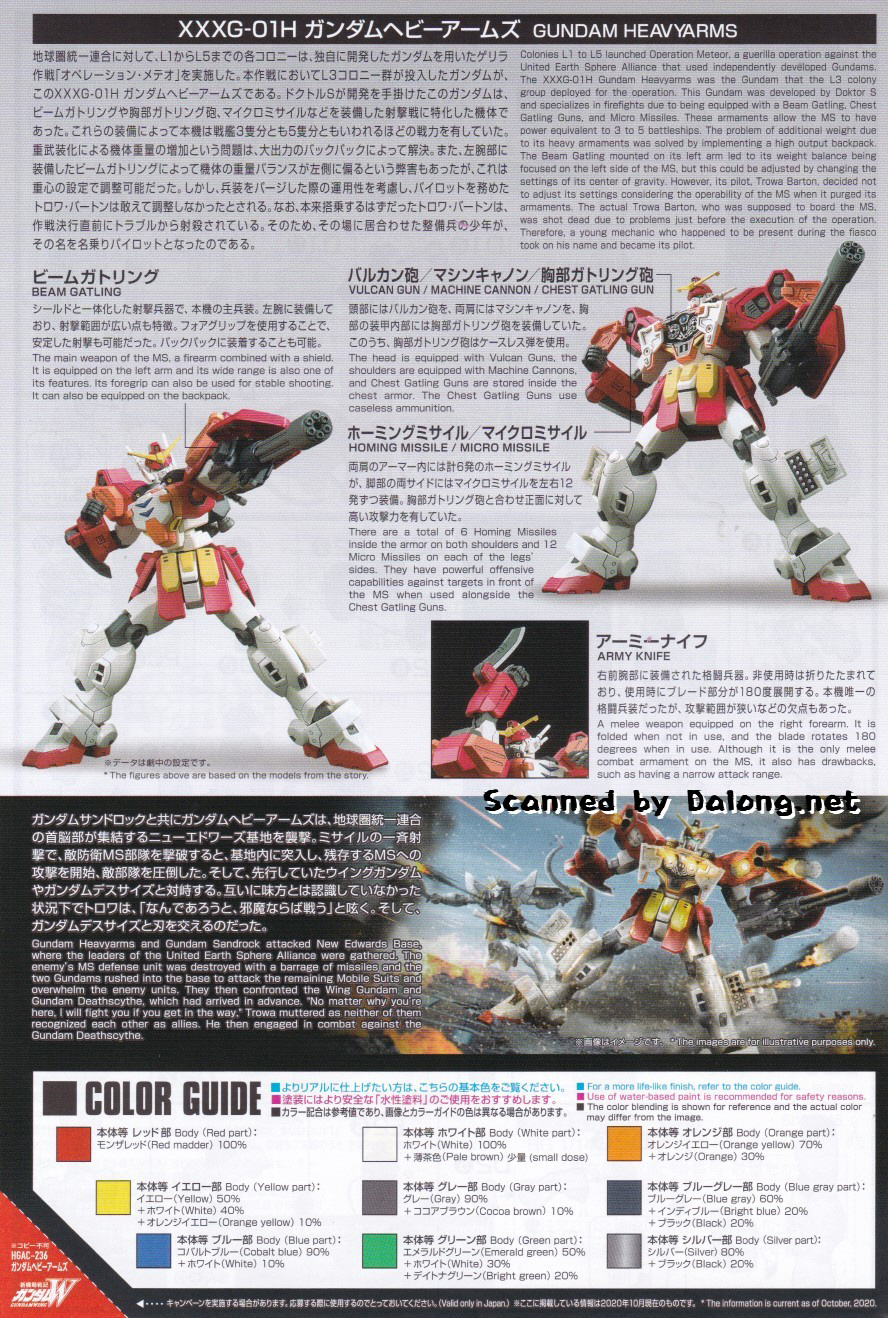 XXXG-01H ガンダムヘビーアームズ GUNDAM HEAVYARMS
地球圏統一連合に対して、L1からL5までの各コロニーは、独自に開発したガンダムを用いたゲリラ
作戦「オペレーション・メテオ」を実施した。本作戦においてL3コロニー群が投入したガンダムが、
このXXXG-01H ガンダムヘビーアームズである。ドクトルSが開発を手掛けたこのガンダムは、
ビームガトリングや胸部ガトリング砲、マイクロミサイルなどを装備した射撃戦に特化した機体で
あった。これらの装備によって本機は戦艦3隻分とも5隻分ともいわれるほどの戦力を有していた。
重武装化による機体重量の増加という問題は、大出力のバックパックによって解決。また、左腕部に
装備したビームガトリングによって機体の重量バランスが左側に偏るという弊害もあったが、これは
重心の設定で調整可能だった。しかし、兵装をパージした際の運用性を考慮し、パイロットを務めた
トロワ・バートンは敢えて調整しなかったとされる。なお、本来搭乗するはずだったトロワ・バートンは、
作戦決行直前にトラブルから射殺されている。そのため、その場に居合わせた整備兵の少年が、
その名を名乗りパイロットとなったのである。
Colonies L1 to L5 launched Operation Meteor, a guerilla operation against the
United Earth Sphere Alliance that used independently developed Gundams.
The XXXG-01H Gundam Heavyarms was the Gundam that the L3 colony
group deployed for the operation. This Gundam was developed by Doktor S
and specializes in firefights due to being equipped with a Beam Gatling, Chest
Gatling Guns, and Micro Missiles. These armaments allow the MS to have
power equivalent to 3 to 5 battleships. The problem of additional weight due
to its heavy armaments was solved by implementing a high output backpack.
The Beam Gatling mounted on its left arm led to its weight balance being
focused on the left side of the MS, but this could be adjusted by changing the
settings of its center of gravity. However, its pilot, Trowa Barton, decided not
to adjust its settings considering the operability of the MS when it purged its
armaments. The actual Trowa Barton, who was supposed to board the MS,
was shot dead due to problems just before the execution of the operation.
Therefore, a young mechanic who happened to be present during the fiasco
took on his name and became its pilot.
ビームガトリング
BEAM GATLING
シールドと一体化した射撃兵器で、本機の主兵装。左腕に装備して
おり、射撃範囲が広い点も特徴。フォアグリップを使用することで、
安定した射撃も可能だった。バックパックに装着することも可能。
The main weapon of the MS, a firearm combined with a shield.
It is equipped on the left arm and its wide range is also one of
its features. Its foregrip can also be used for stable shooting.
It can also be equipped on the backpack.
バルカン砲／マシンキャノン／胸部ガトリング砲
VULCAN GUN / MACHINE CANNON / CHEST GATLING GUN
頭部にはバルカン砲を、両肩にはマシンキャノンを、胸
部の装甲内部には胸部ガトリング砲を装備していた。
このうち、胸部ガトリング砲はケースレス弾を使用。
The head is equipped with Vulcan Guns, the
shoulders are equipped with Machine Cannons,
and Chest Gatling Guns are stored inside the
chest armor. The Chest Gatling Guns use
caseless ammunition.
ホーミングミサイル／マイクロミサイル
HOMING MISSILE / MICRO MISSILE
両肩のアーマー内には計6発のホーミングミサイル
が、脚部の両サイドにはマイクロミサイルを左右12
発ずつ装備。胸部ガトリング砲と合わせ正面に対して
高い攻撃力を有していた。
There are a total of 6 Homing Missiles
inside the armor on both shoulders and 12
Micro Missiles on each of the legs'
sides. They have powerful offensive
capabilities against targets in front of
the MS when used alongside the
Chest Gatling Guns.
アーミーナイフ
ARMY KNIFE
右前腕部に装備された格闘兵器。非使用時は折りたたまれて
おり、使用時にブレード部分が180度展開する。本機唯一の
格闘兵装だったが、攻撃範囲が狭いなどの欠点もあった。
A melee weapon equipped on the right forearm. It is
folded when not in use, and the blade rotates 180
degrees when in use. Although it is the only melee
combat armament on the MS, it also has drawbacks,
such as having a narrow attack range.
※データは劇中の設定です。
* The figures above are based on the models from the story.
Scanned by Dalong.net
ガンダムサンドロックと共にガンダムヘビーアームズは、地球圏統一連合
の首脳部が集結するニューエドワーズ基地を襲撃。ミサイルの一斉射
撃で、敵防衛MS部隊を撃破すると、基地内に突入し、残存するMSへの
攻撃を開始、敵部隊を圧倒した。そして、先行していたウイングガンダム
やガンダムデスサイズと対峙する。互いに味方とは認識していなかった
状況下でトロワは、「なんであろうと、邪魔ならば戦う」と呟く。そして、
ガンダムデスサイズと刃を交えるのだった。
Gundam Heavyarms and Gundam Sandrock attacked New Edwards Base,
where the leaders of the United Earth Sphere Alliance were gathered. The
enemy's MS defense unit was destroyed with a barrage of missiles and the
two Gundams rushed into the base to attack the remaining Mobile Suits and
overwhelm the enemy units. They then confronted the Wing Gundam and
Gundam Deathscythe, which had arrived in advance. "No matter why you're
here, I will fight you if you get in the way," Trowa muttered as neither of them
recognized each other as allies. He then engaged in combat against the
Gundam Deathscythe.
※画像はイメージです。 * The images are for illustrative purposes only.
COLOR GUIDE
■よりリアルに仕上げたい方は、こちらの基本色をご覧ください。
■塗装にはより安全な「水性塗料」のご使用をおすすめします。
■カラー配合は参考値であり、画像とカラーガイドの色は異なる場合があります。
■ For a more life-like finish, refer to the color guide.
■ Use of water-based paint is recommended for safety reasons.
■ The color blending is shown for reference and the actual color
may differ from the image.
本体等 レッド部 Body (Red part):
モンザレッド(Red madder) 100%
本体等 ホワイト部 Body (White part):
ホワイト(White) 100%
＋薄茶色(Pale brown) 少量 (small dose)
本体等 オレンジ部 Body (Orange part):
オレンジイエロー(Orange yellow) 70%
＋オレンジ(Orange) 30%
本体等 イエロー部 Body (Yellow part):
イエロー(Yellow) 50%
＋ホワイト(White) 40%
＋オレンジイエロー(Orange yellow) 10%
本体等 グレー部 Body (Gray part):
グレー(Gray) 90%
＋ココアブラウン(Cocoa brown) 10%
本体等 ブルーグレー部 Body (Blue gray part):
ブルーグレー(Blue gray) 60%
＋インディブルー(Bright blue) 20%
＋ブラック(Black) 20%
本体等 ブルー部 Body (Blue part):
コバルトブルー(Cobalt blue) 90%
＋ホワイト(White) 10%
本体等 グリーン部 Body (Green part):
エメラルドグリーン(Emerald green) 50%
＋ホワイト(White) 30%
＋デイトナグリーン(Bright green) 20%
本体等 シルバー部 Body (Silver part):
シルバー(Silver) 80%
＋ブラック(Black) 20%
※コピー不可
HGAC-236
ガンダムヘビーアームズ
新機動戦記
ガンダムW
GUNDAM WING
◀‥‥ キャンペーンを実施する場合があります。応募する際に使用するのでとっておいてください。(Valid only in Japan) ※ここに掲載している情報は2020年10月現在のものです。 * The information is current as of October, 2020.